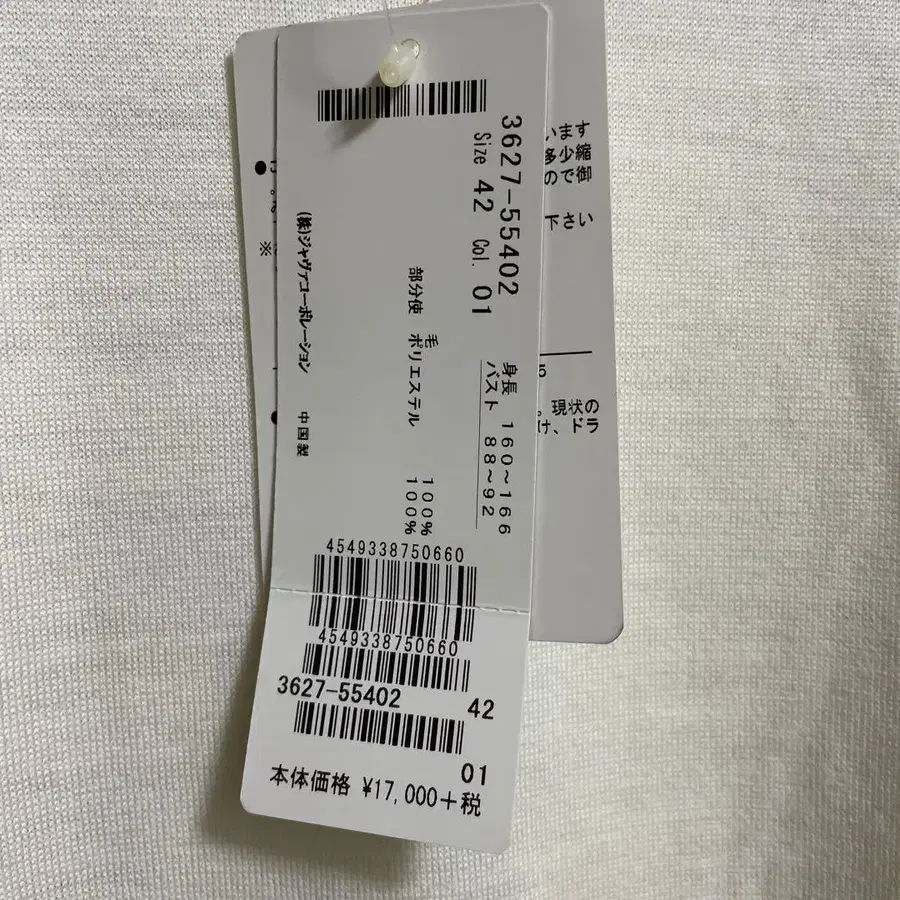 3627-55402
Size 42 Col. 01
身長 160~166
バスト 88~92
毛 100%
部分使 ポリエステル 100%
(株)ジャヴァコーポレーション 中国製
4549338750660
4549338750660
3627-55402
42
01
本体価格 ¥17,000+税
います
多少縮
ので御
下さい
。現状の
け、ドラ
※